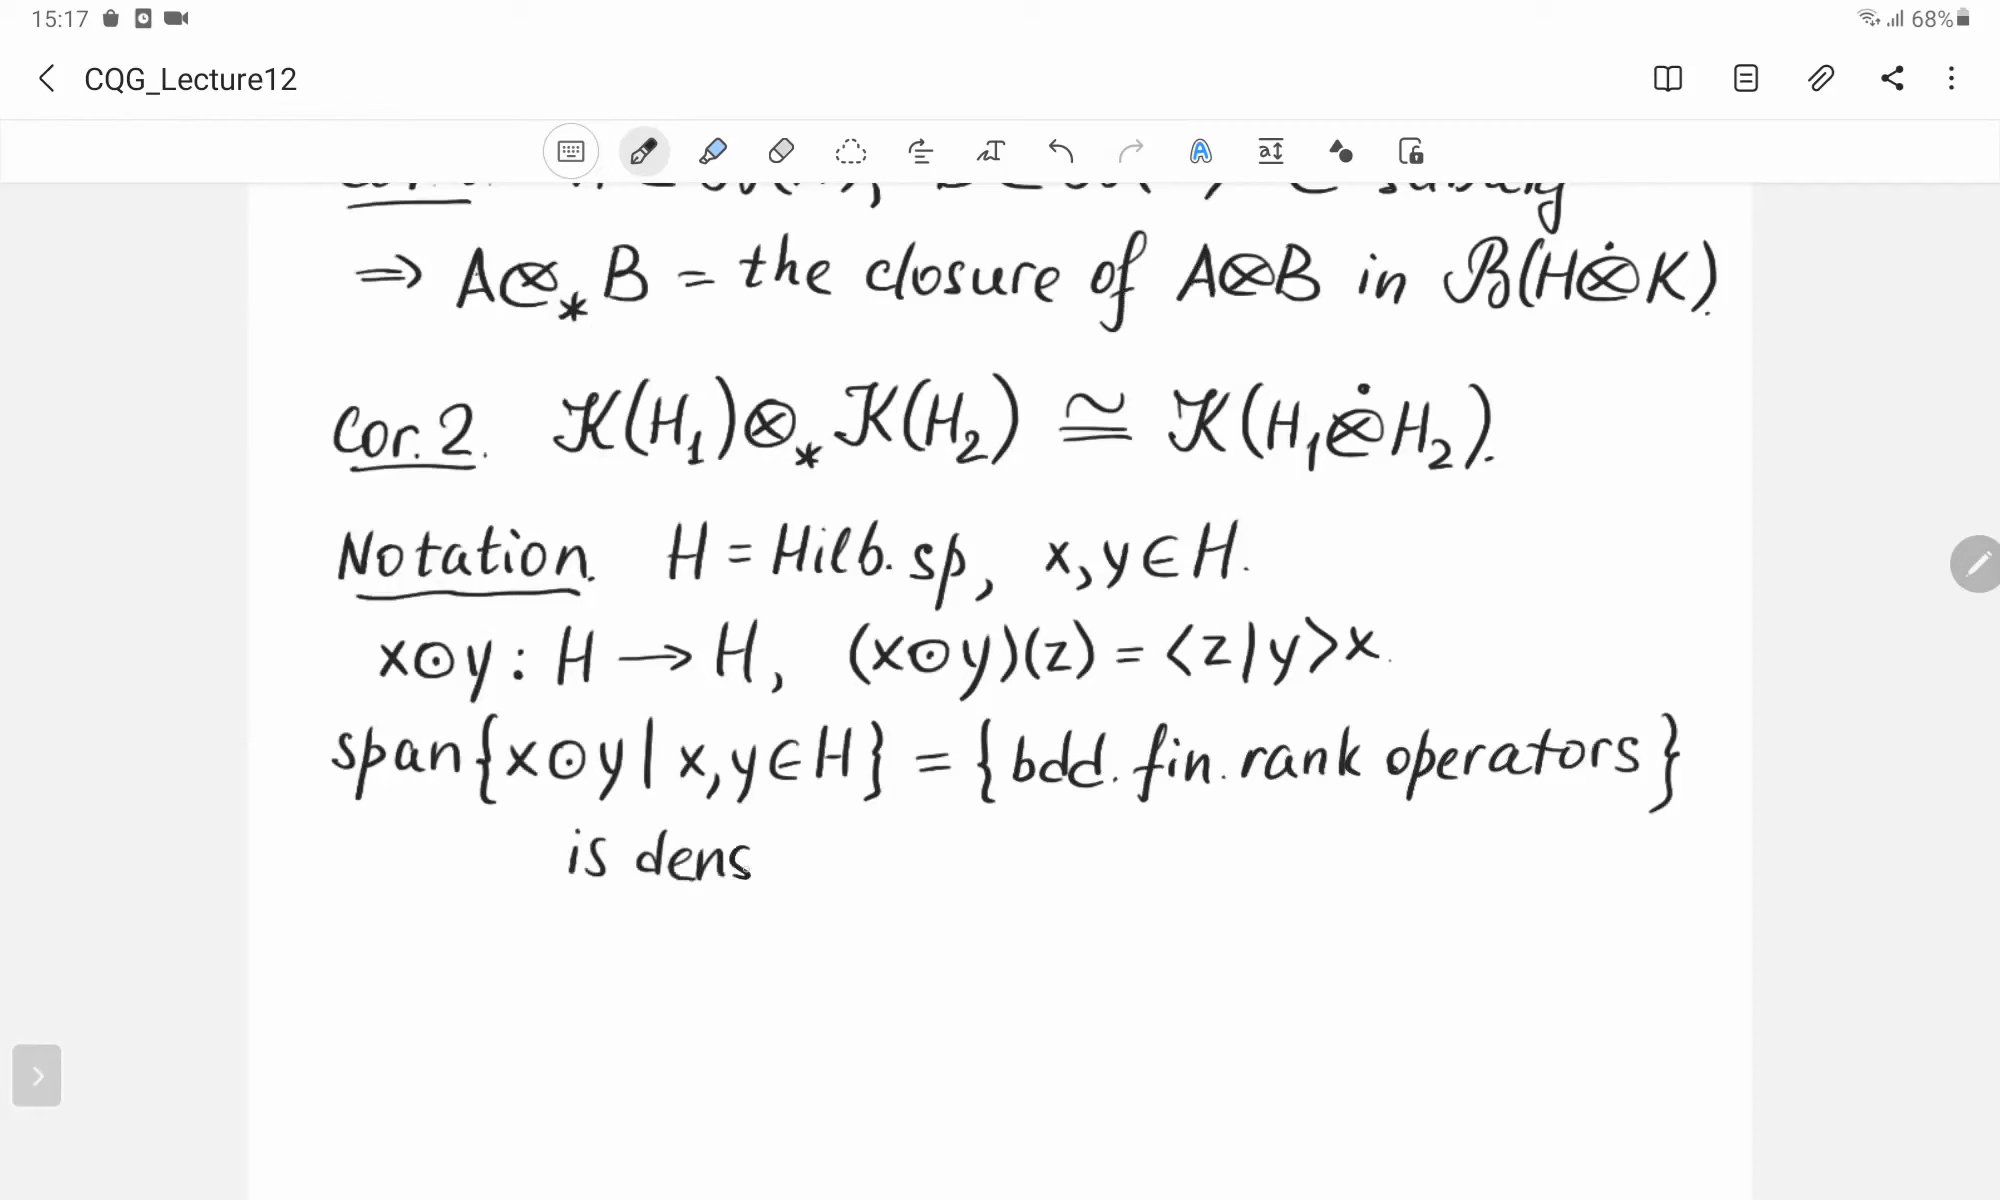 15:17 68%
CQG_Lecture12
⇒ A⊗_* B = the closure of A⊗B in ℬ(H⊗̇K).
Cor. 2. 𝒦(H₁)⊗_* 𝒦(H₂) ≅ 𝒦(H₁⊗̇H₂).
Notation. H = Hilb. sp, x, y ∈ H.
x⊙y : H → H, (x⊙y)(z) = <z|y>x.
span{x⊙y | x, y ∈ H} = {bdd. fin. rank operators}
is dens